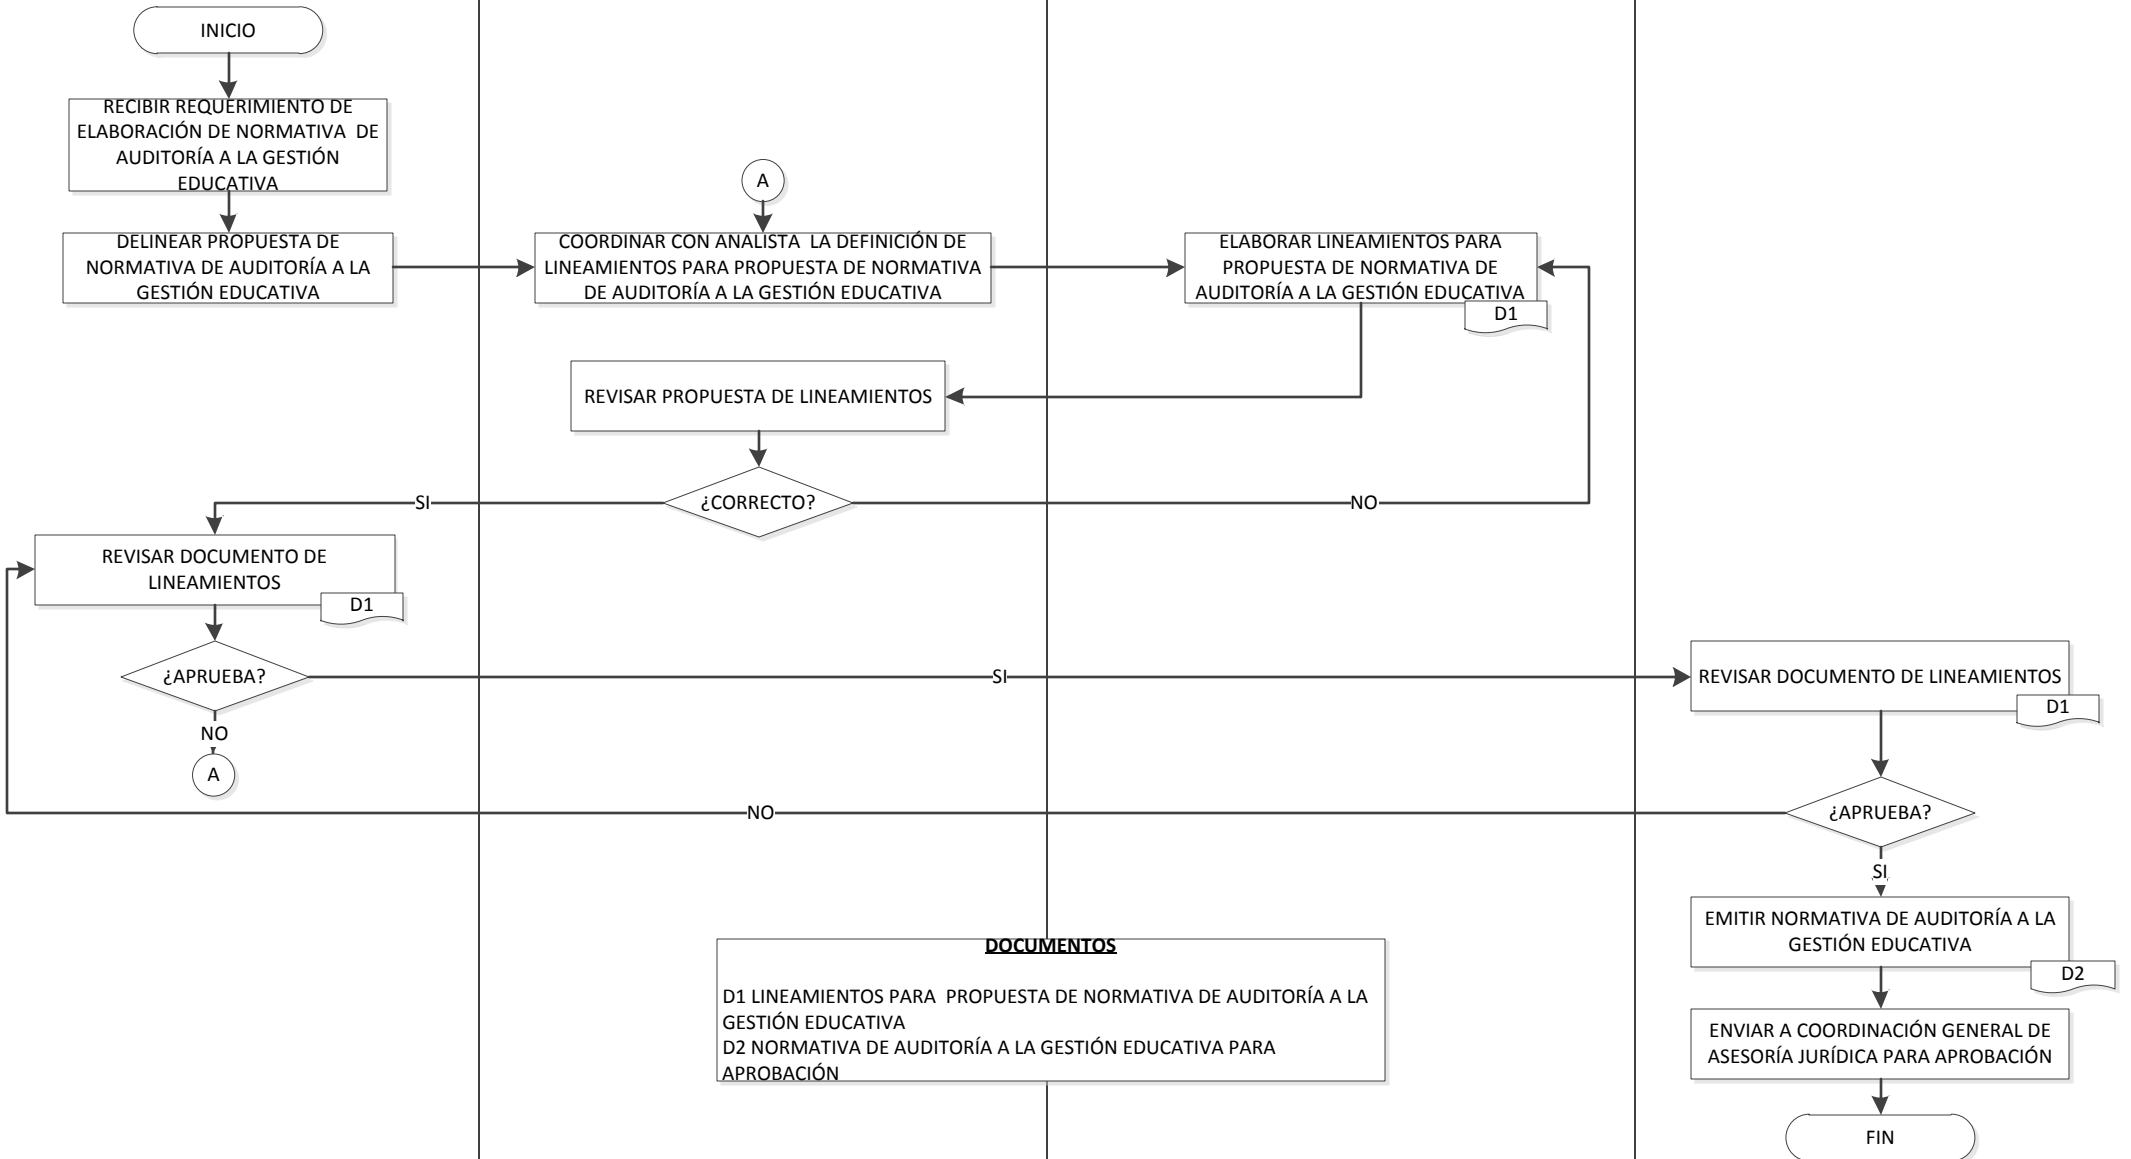 INICIO
RECIBIR REQUERIMIENTO DE
ELABORACIÓN DE NORMATIVA DE
AUDITORÍA A LA GESTIÓN
EDUCATIVA
DELINEAR PROPUESTA DE
NORMATIVA DE AUDITORÍA A LA
GESTIÓN EDUCATIVA
A
COORDINAR CON ANALISTA LA DEFINICIÓN DE
LINEAMIENTOS PARA PROPUESTA DE NORMATIVA
DE AUDITORÍA A LA GESTIÓN EDUCATIVA
ELABORAR LINEAMIENTOS PARA
PROPUESTA DE NORMATIVA DE
AUDITORÍA A LA GESTIÓN EDUCATIVA
D1
REVISAR PROPUESTA DE LINEAMIENTOS
¿CORRECTO?
SI
NO
REVISAR DOCUMENTO DE
LINEAMIENTOS
D1
¿APRUEBA?
SI
NO
A
REVISAR DOCUMENTO DE LINEAMIENTOS
D1
¿APRUEBA?
NO
SI
EMITIR NORMATIVA DE AUDITORÍA A LA
GESTIÓN EDUCATIVA
D2
ENVIAR A COORDINACIÓN GENERAL DE
ASESORÍA JURÍDICA PARA APROBACIÓN
FIN
DOCUMENTOS
D1 LINEAMIENTOS PARA PROPUESTA DE NORMATIVA DE AUDITORÍA A LA
GESTIÓN EDUCATIVA
D2 NORMATIVA DE AUDITORÍA A LA GESTIÓN EDUCATIVA PARA
APROBACIÓN